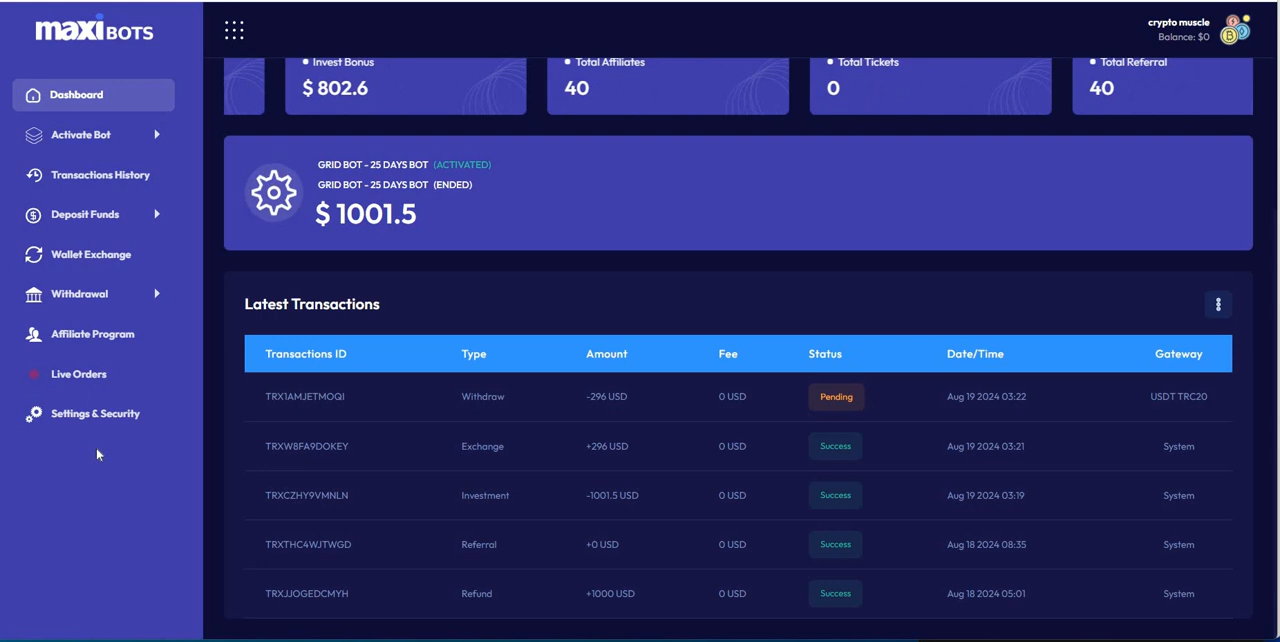 maxi BOTS
crypto muscle
Balance: $0
Invest Bonus
$ 802.6
Total Affiliates
40
Total Tickets
0
Total Referral
40
Dashboard
Activate Bot
Transactions History
Deposit Funds
Wallet Exchange
Withdrawal
Affiliate Program
Live Orders
Settings & Security
GRID BOT - 25 DAYS BOT (ACTIVATED)
GRID BOT - 25 DAYS BOT (ENDED)
$ 1001.5
Latest Transactions
Transactions ID Type Amount Fee Status Date/Time Gateway
TRX1AMJETMOQI Withdraw -296 USD 0 USD Pending Aug 19 2024 03:22 USDT TRC20
TRXW8FA9DOKEY Exchange +296 USD 0 USD Success Aug 19 2024 03:21 System
TRXCZHY9VMNLN Investment -1001.5 USD 0 USD Success Aug 19 2024 03:19 System
TRXTHC4WJTWGD Referral +0 USD 0 USD Success Aug 18 2024 08:35 System
TRXJJOGEDCMYH Refund +1000 USD 0 USD Success Aug 18 2024 05:01 System